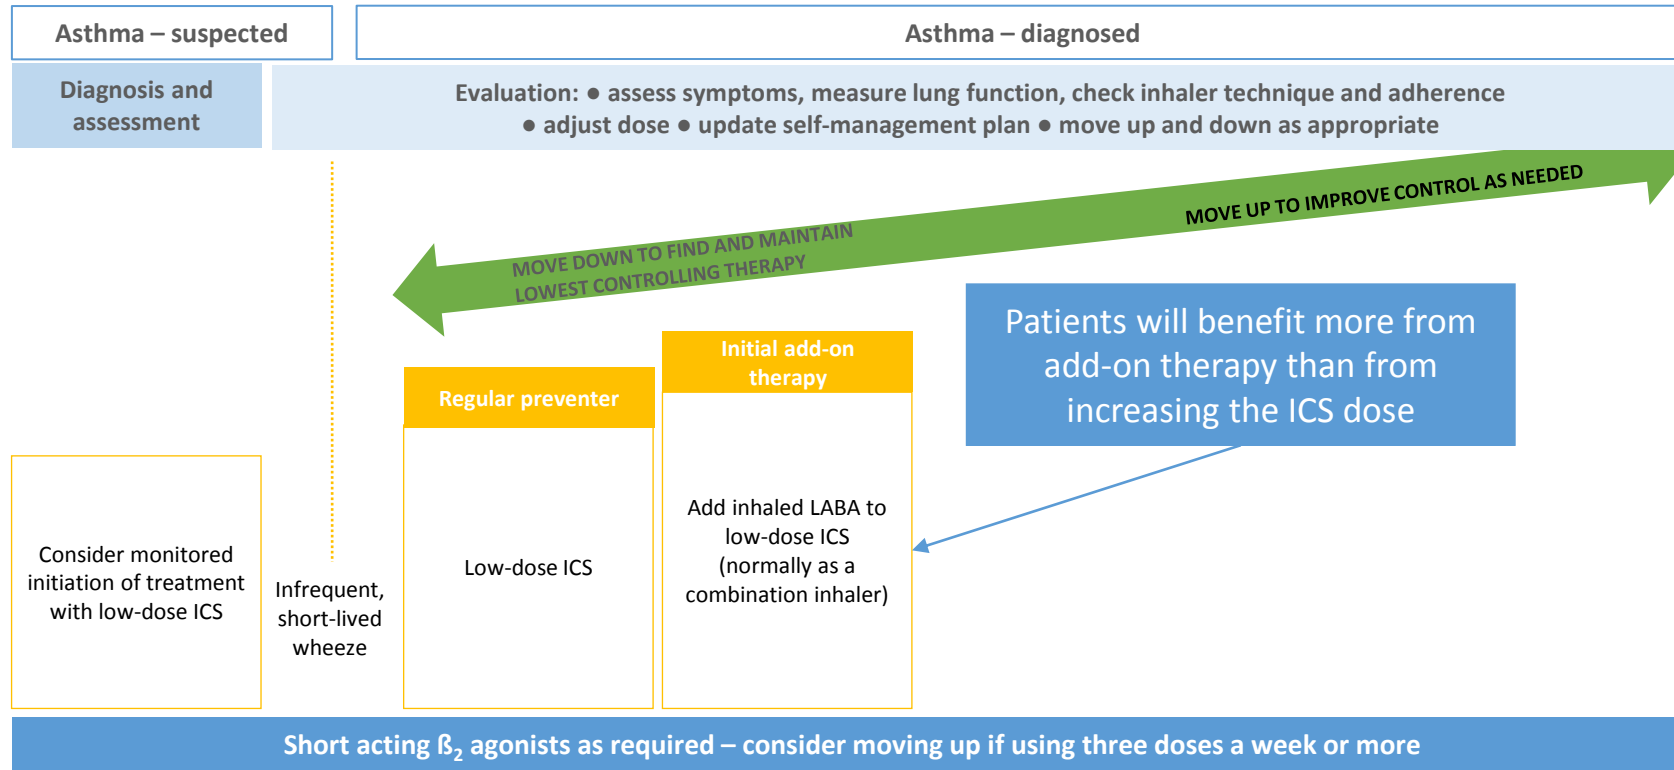 Asthma – suspected
Asthma – diagnosed
Diagnosis and
assessment
Evaluation: ● assess symptoms, measure lung function, check inhaler technique and adherence
● adjust dose ● update self-management plan ● move up and down as appropriate
MOVE UP TO IMPROVE CONTROL AS NEEDED
MOVE DOWN TO FIND AND MAINTAIN
LOWEST CONTROLLING THERAPY
Patients will benefit more from
add-on therapy than from
increasing the ICS dose
Initial add-on
therapy
Regular preventer
Consider monitored
initiation of treatment
with low-dose ICS
Infrequent,
short-lived
wheeze
Low-dose ICS
Add inhaled LABA to
low-dose ICS
(normally as a
combination inhaler)
Short acting ß₂ agonists as required – consider moving up if using three doses a week or more